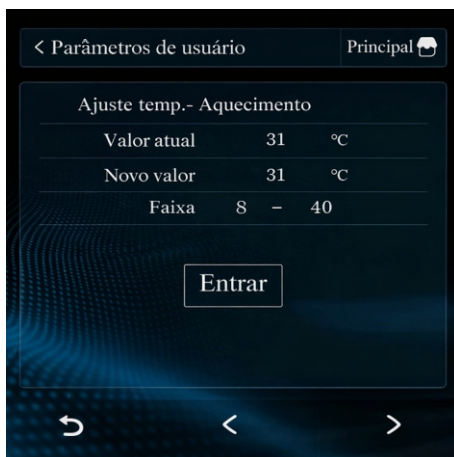 < Parâmetros de usuário Principal
Ajuste temp.- Aquecimento
Valor atual 31 °C
Novo valor 31 °C
Faixa 8 – 40
Entrar